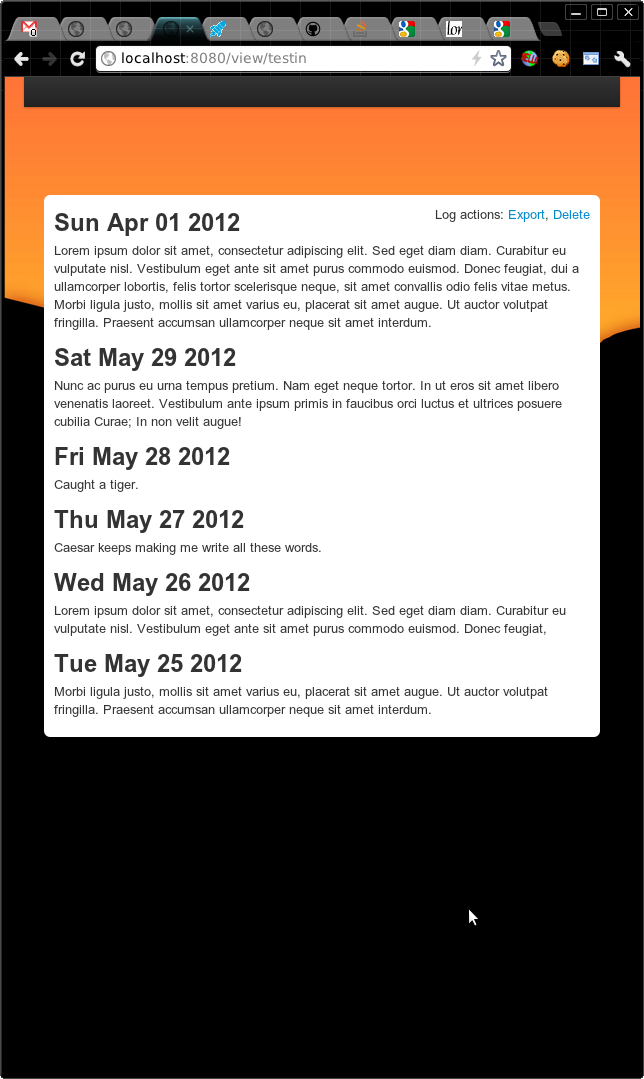 0
lor
localhost:8080/view/testin
Log actions: Export, Delete
Sun Apr 01 2012
Lorem ipsum dolor sit amet, consectetur adipiscing elit. Sed eget diam diam. Curabitur eu
vulputate nisl. Vestibulum eget ante sit amet purus commodo euismod. Donec feugiat, dui a
ullamcorper lobortis, felis tortor scelerisque neque, sit amet convallis odio felis vitae metus.
Morbi ligula justo, mollis sit amet varius eu, placerat sit amet augue. Ut auctor volutpat
fringilla. Praesent accumsan ullamcorper neque sit amet interdum.
Sat May 29 2012
Nunc ac purus eu urna tempus pretium. Nam eget neque tortor. In ut eros sit amet libero
venenatis laoreet. Vestibulum ante ipsum primis in faucibus orci luctus et ultrices posuere
cubilia Curae; In non velit augue!
Fri May 28 2012
Caught a tiger.
Thu May 27 2012
Caesar keeps making me write all these words.
Wed May 26 2012
Lorem ipsum dolor sit amet, consectetur adipiscing elit. Sed eget diam diam. Curabitur eu
vulputate nisl. Vestibulum eget ante sit amet purus commodo euismod. Donec feugiat,
Tue May 25 2012
Morbi ligula justo, mollis sit amet varius eu, placerat sit amet augue. Ut auctor volutpat
fringilla. Praesent accumsan ullamcorper neque sit amet interdum.